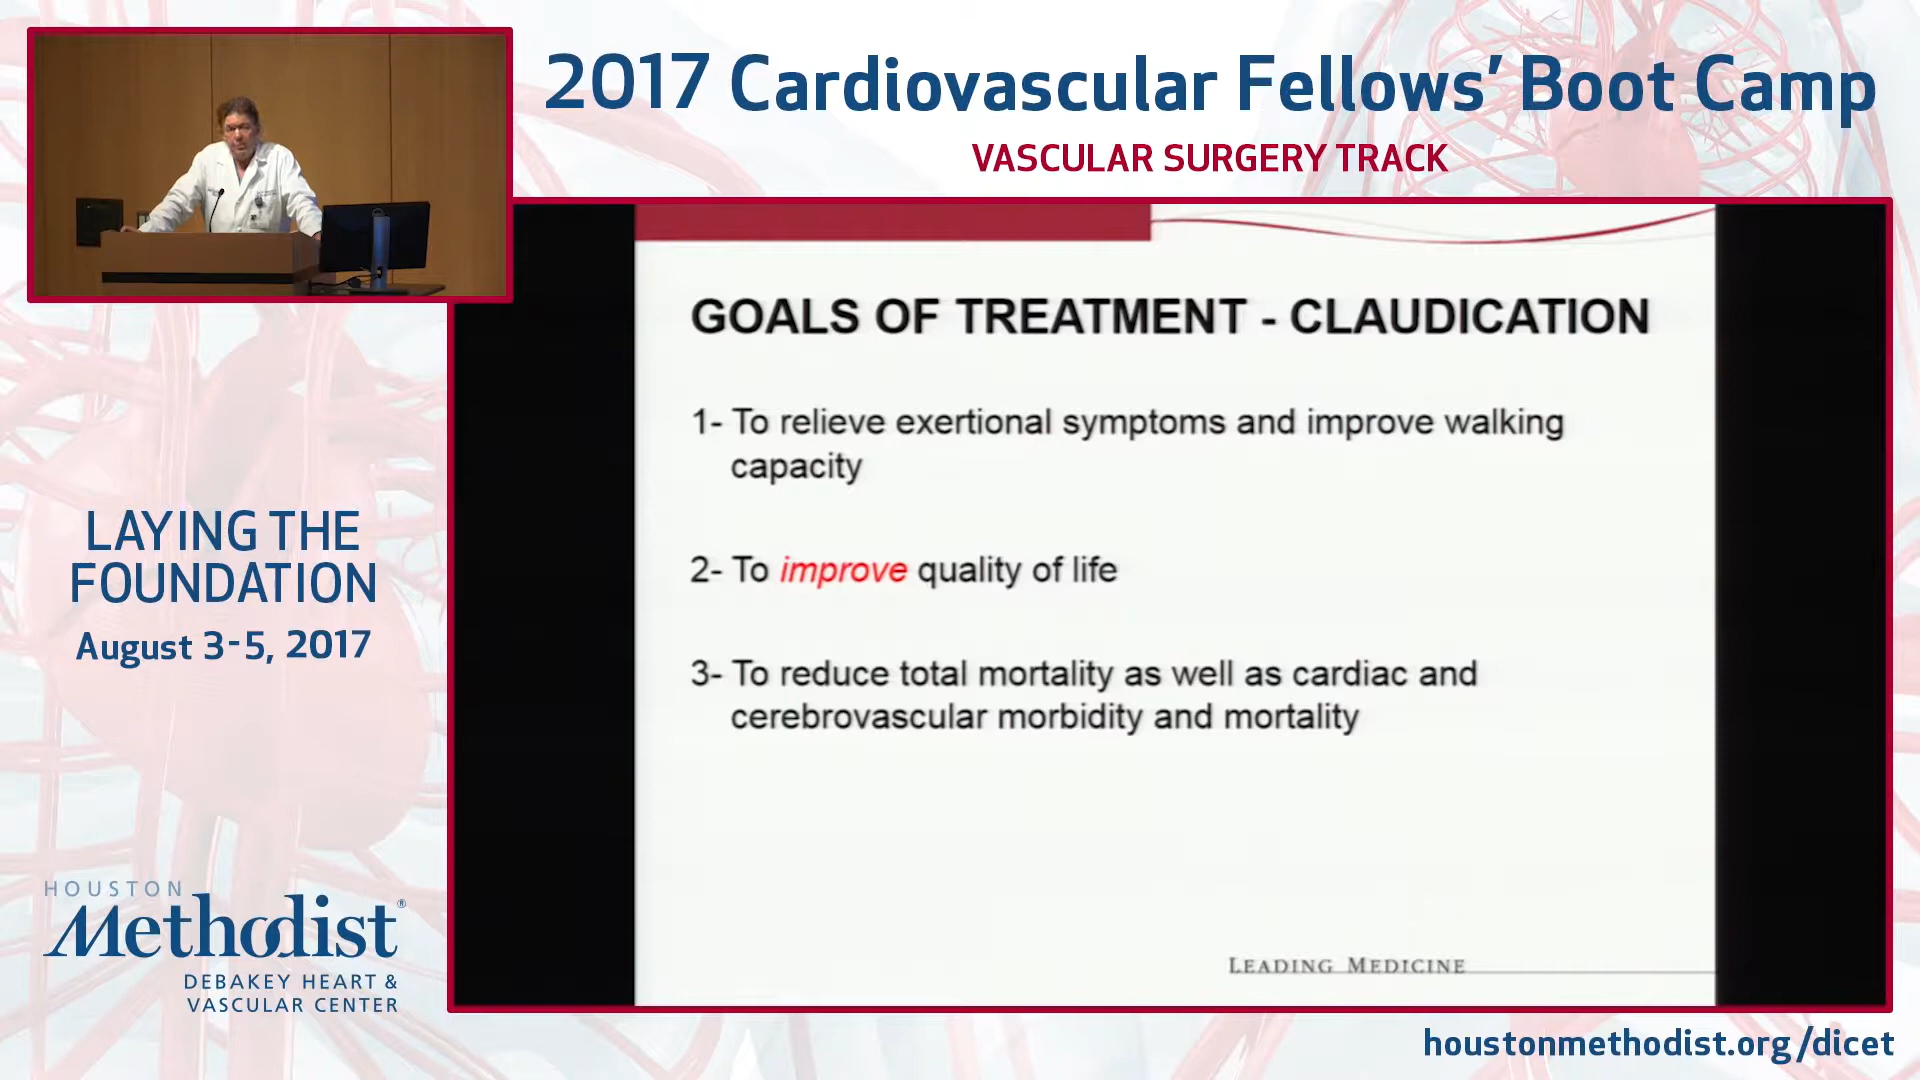 2017 Cardiovascular Fellows' Boot Camp
VASCULAR SURGERY TRACK
GOALS OF TREATMENT - CLAUDICATION
1- To relieve exertional symptoms and improve walking
capacity
2- To improve quality of life
3- To reduce total mortality as well as cardiac and
cerebrovascular morbidity and mortality
LEADING MEDICINE
LAYING THE
FOUNDATION
August 3-5, 2017
HOUSTON
Methodist®
DEBAKEY HEART &
VASCULAR CENTER
houstonmethodist.org/dicet